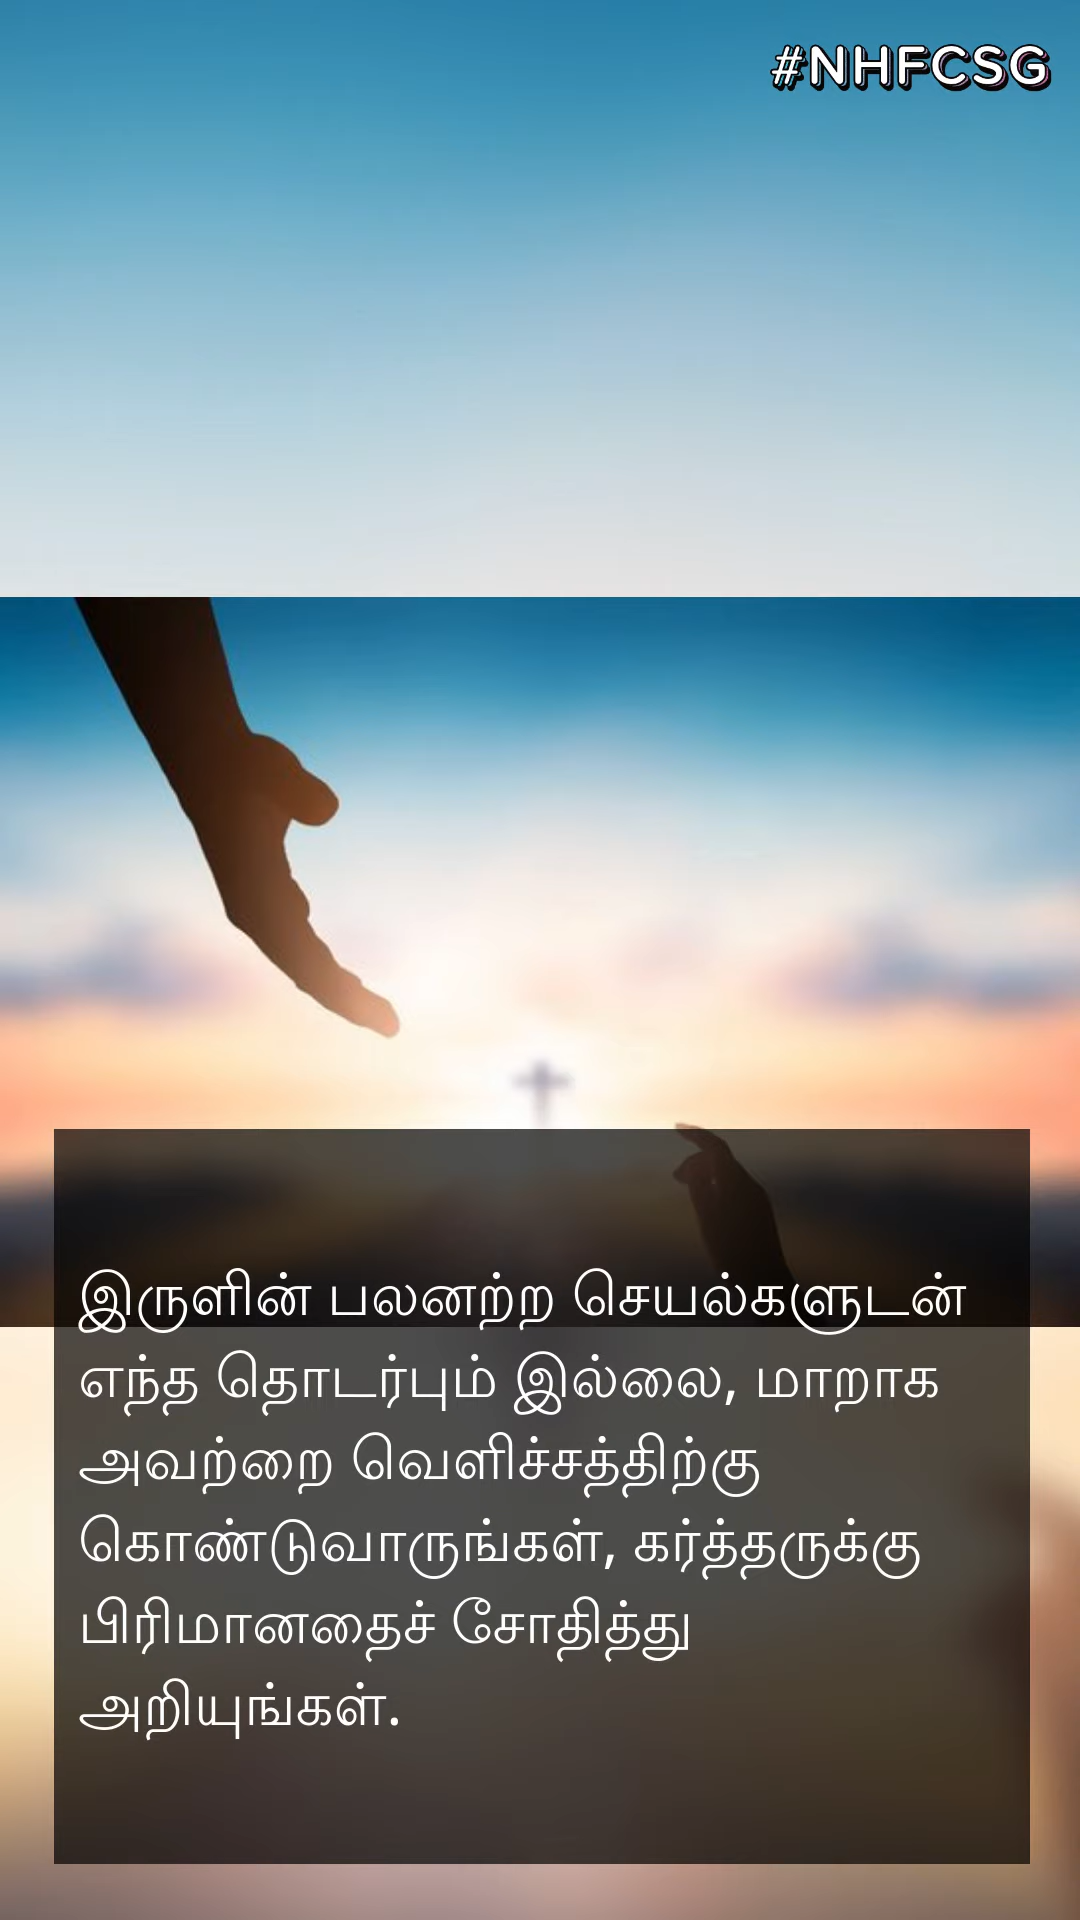 #NHFCSG
இருளின் பலனற்ற செயல்களுடன்
எந்த தொடர்பும் இல்லை, மாறாக
அவற்றை வெளிச்சத்திற்கு
கொண்டுவாருங்கள், கர்த்தருக்கு
பிரிமானதைச் சோதித்து
அறியுங்கள்.